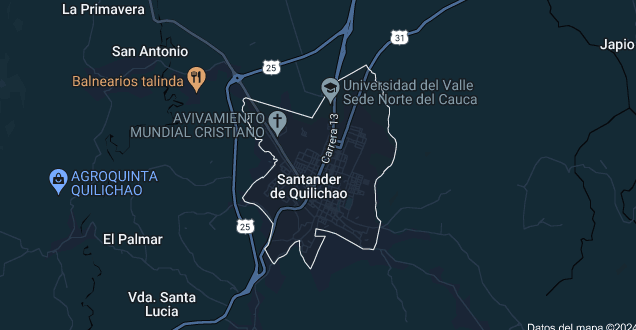 La Primavera
31
San Antonio
Japio
25
Balnearios talinda
Universidad del Valle
Sede Norte del Cauca
AVIVAMIENTO
MUNDIAL CRISTIANO
Carrera 13
AGROQUINTA
QUILICHAO
Santander
de Quilichao
25
El Palmar
Vda. Santa
Lucia
Datos del mapa ©2024